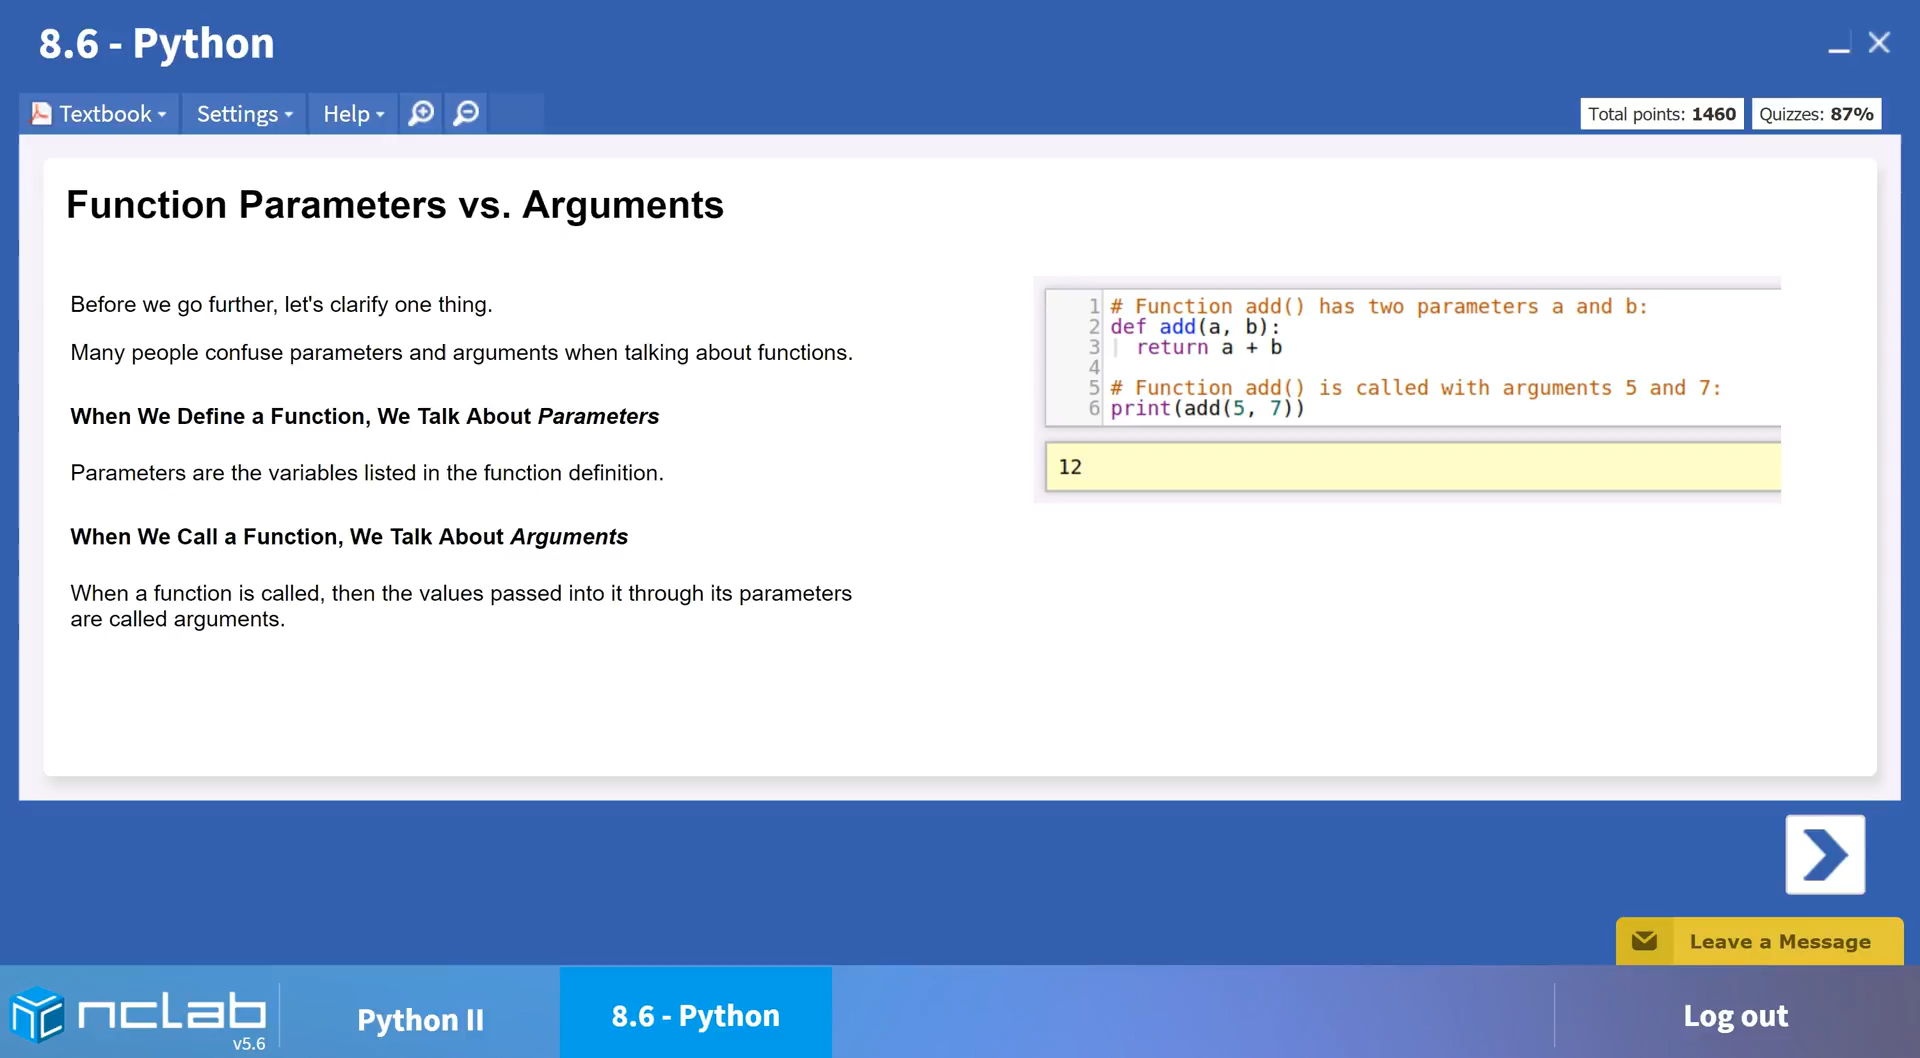 8.6 - Python
Textbook
Settings
Help
Total points: 1460
Quizzes: 87%
Function Parameters vs. Arguments
Before we go further, let's clarify one thing.
Many people confuse parameters and arguments when talking about functions.
When We Define a Function, We Talk About Parameters
Parameters are the variables listed in the function definition.
When We Call a Function, We Talk About Arguments
When a function is called, then the values passed into it through its parameters
are called arguments.
1 # Function add() has two parameters a and b:
2 def add(a, b):
3 return a + b
4
5 # Function add() is called with arguments 5 and 7:
6 print(add(5, 7))
12
Leave a Message
nclab
v5.6
Python II
8.6 - Python
Log out